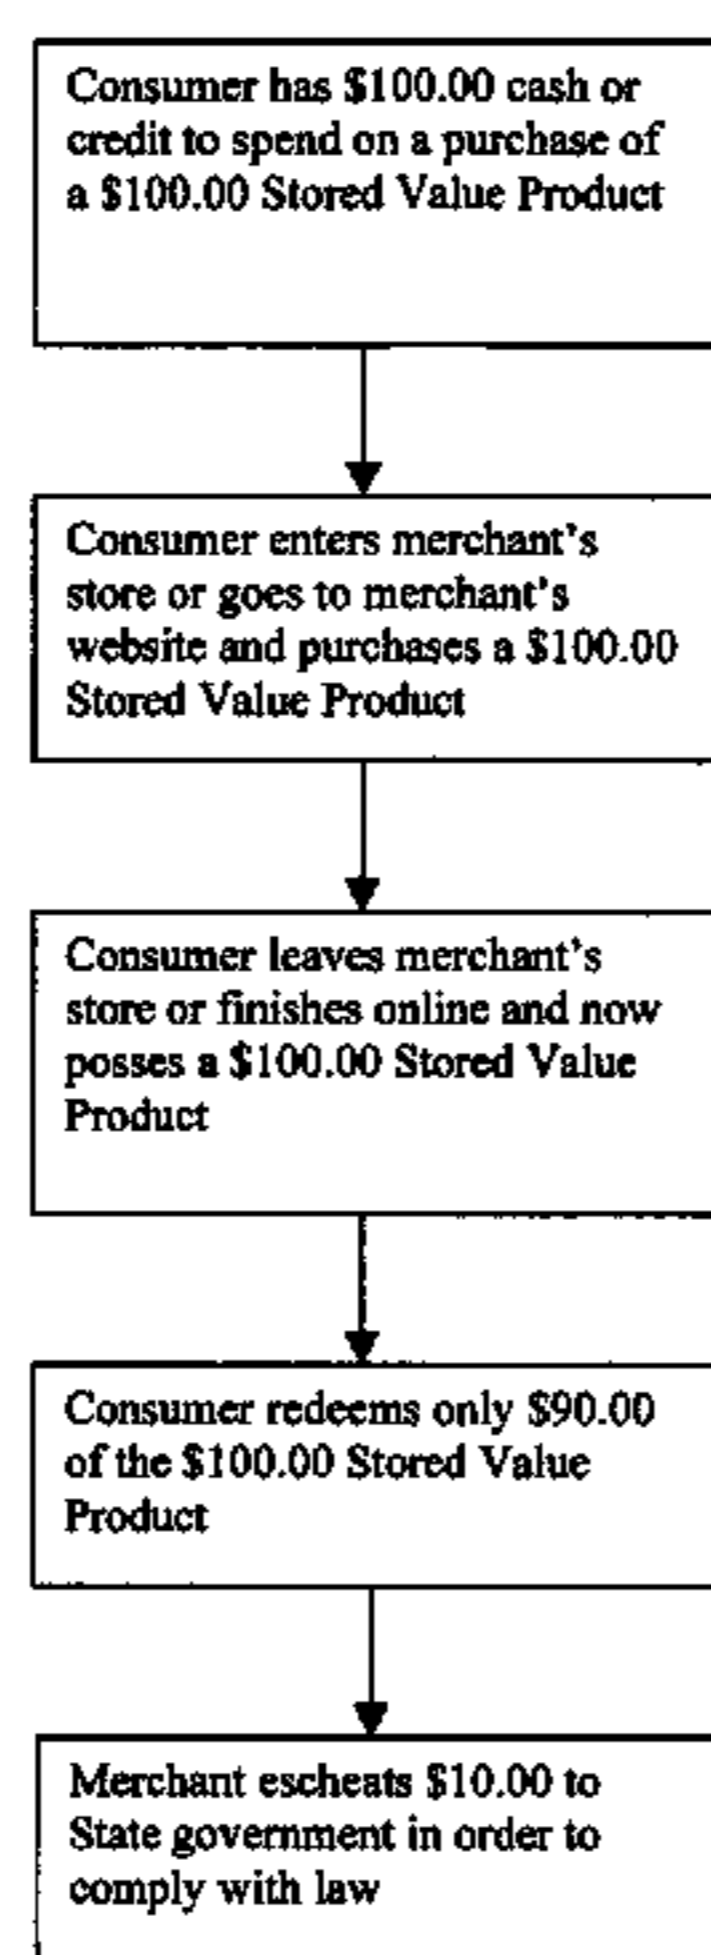 Consumer has $100.00 cash or
credit to spend on a purchase of
a $100.00 Stored Value Product
Consumer enters merchant's
store or goes to merchant's
website and purchases a $100.00
Stored Value Product
Consumer leaves merchant's
store or finishes online and now
posses a $100.00 Stored Value
Product
Consumer redeems only $90.00
of the $100.00 Stored Value
Product
Merchant escheats $10.00 to
State government in order to
comply with law